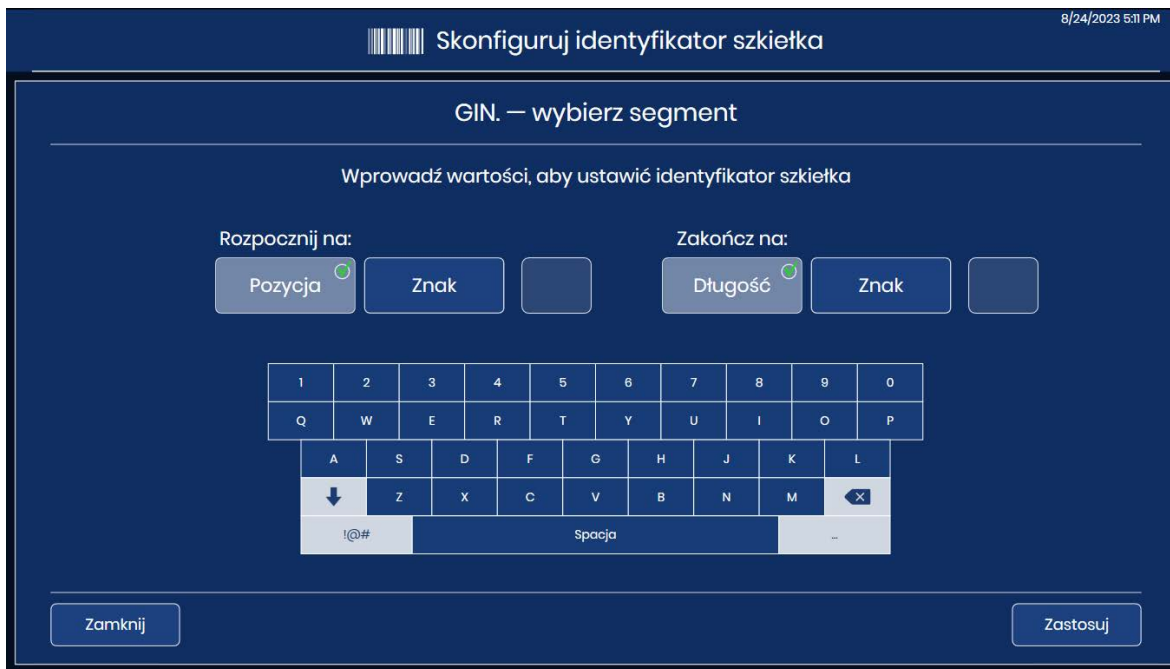 8/24/2023 5:11 PM
Skonfiguruj identyfikator szkiełka
GIN. — wybierz segment
Wprowadź wartości, aby ustawić identyfikator szkiełka
Rozpocznij na: Zakończ na:
Pozycja Znak Długość Znak
1 2 3 4 5 6 7 8 9 0
Q W E R T Y U I O P
A S D F G H J K L
Z X C V B N M
!@# Spacja ...
Zamknij Zastosuj